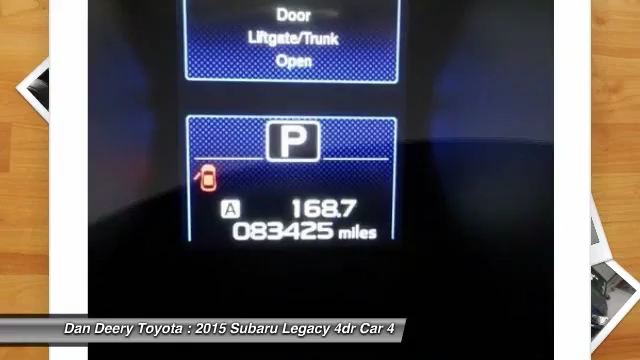 Door
Liftgate/Trunk
Open
P
A 168.7
083425 miles
Dan Deery Toyota : 2015 Subaru Legacy 4dr Car 4